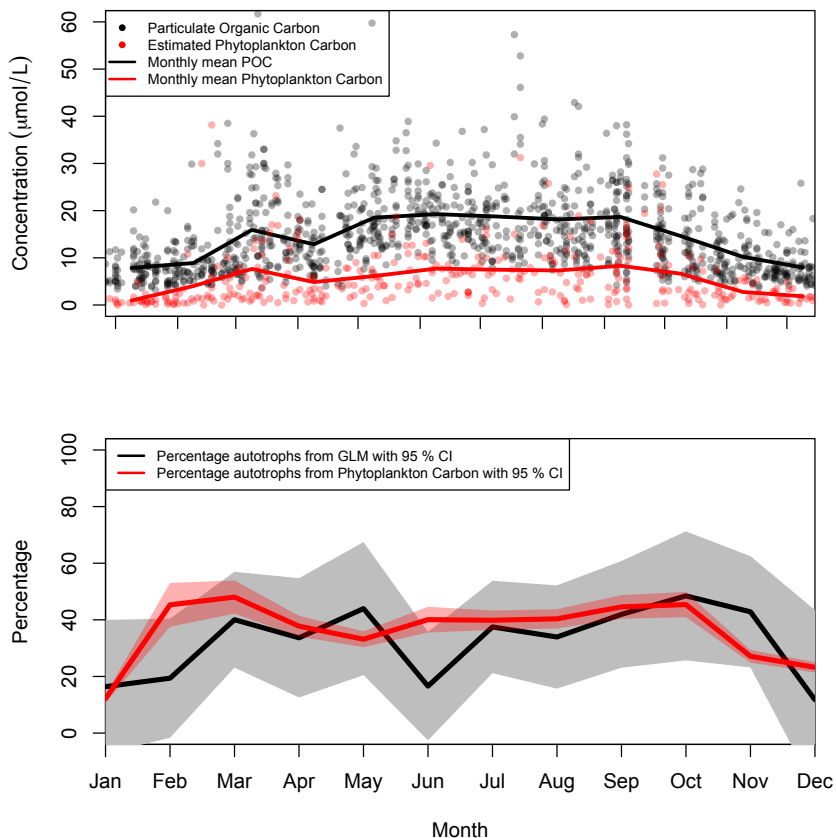 Concentration (μmol/L)
60
50
40
30
20
10
0
Particulate Organic Carbon
Estimated Phytoplankton Carbon
Monthly mean POC
Monthly mean Phytoplankton Carbon
Percentage
100
80
60
40
20
0
Percentage autotrophs from GLM with 95 % CI
Percentage autotrophs from Phytoplankton Carbon with 95 % CI
Jan Feb Mar Apr May Jun Jul Aug Sep Oct Nov Dec
Month